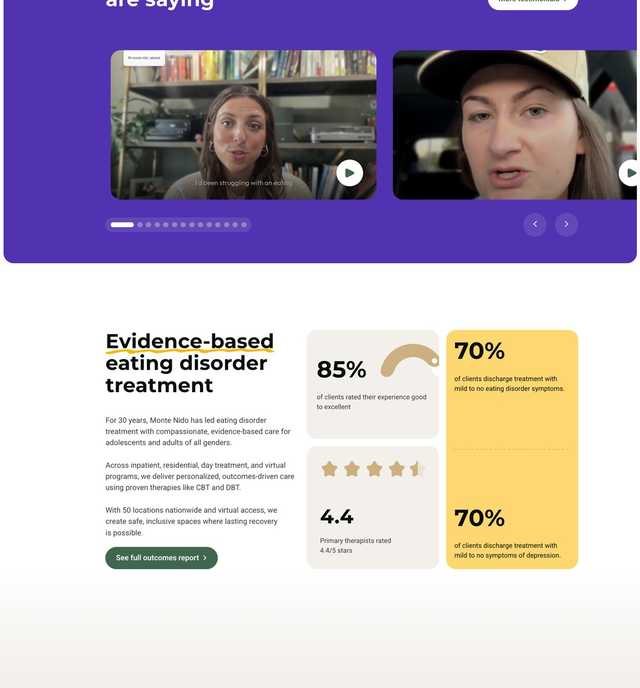 are saying
More testimonials
I'd been struggling with an eating
Evidence-based
eating disorder
treatment
For 30 years, Monte Nido has led eating disorder
treatment with compassionate, evidence-based care for
adolescents and adults of all genders.
Across inpatient, residential, day treatment, and virtual
programs, we deliver personalized, outcomes-driven care
using proven therapies like CBT and DBT.
With 50 locations nationwide and virtual access, we
create safe, inclusive spaces where lasting recovery
is possible.
See full outcomes report
85%
of clients rated their experience good
to excellent
4.4
Primary therapists rated
4.4/5 stars
70%
of clients discharge treatment with
mild to no eating disorder symptoms.
70%
of clients discharge treatment with
mild to no symptoms of depression.